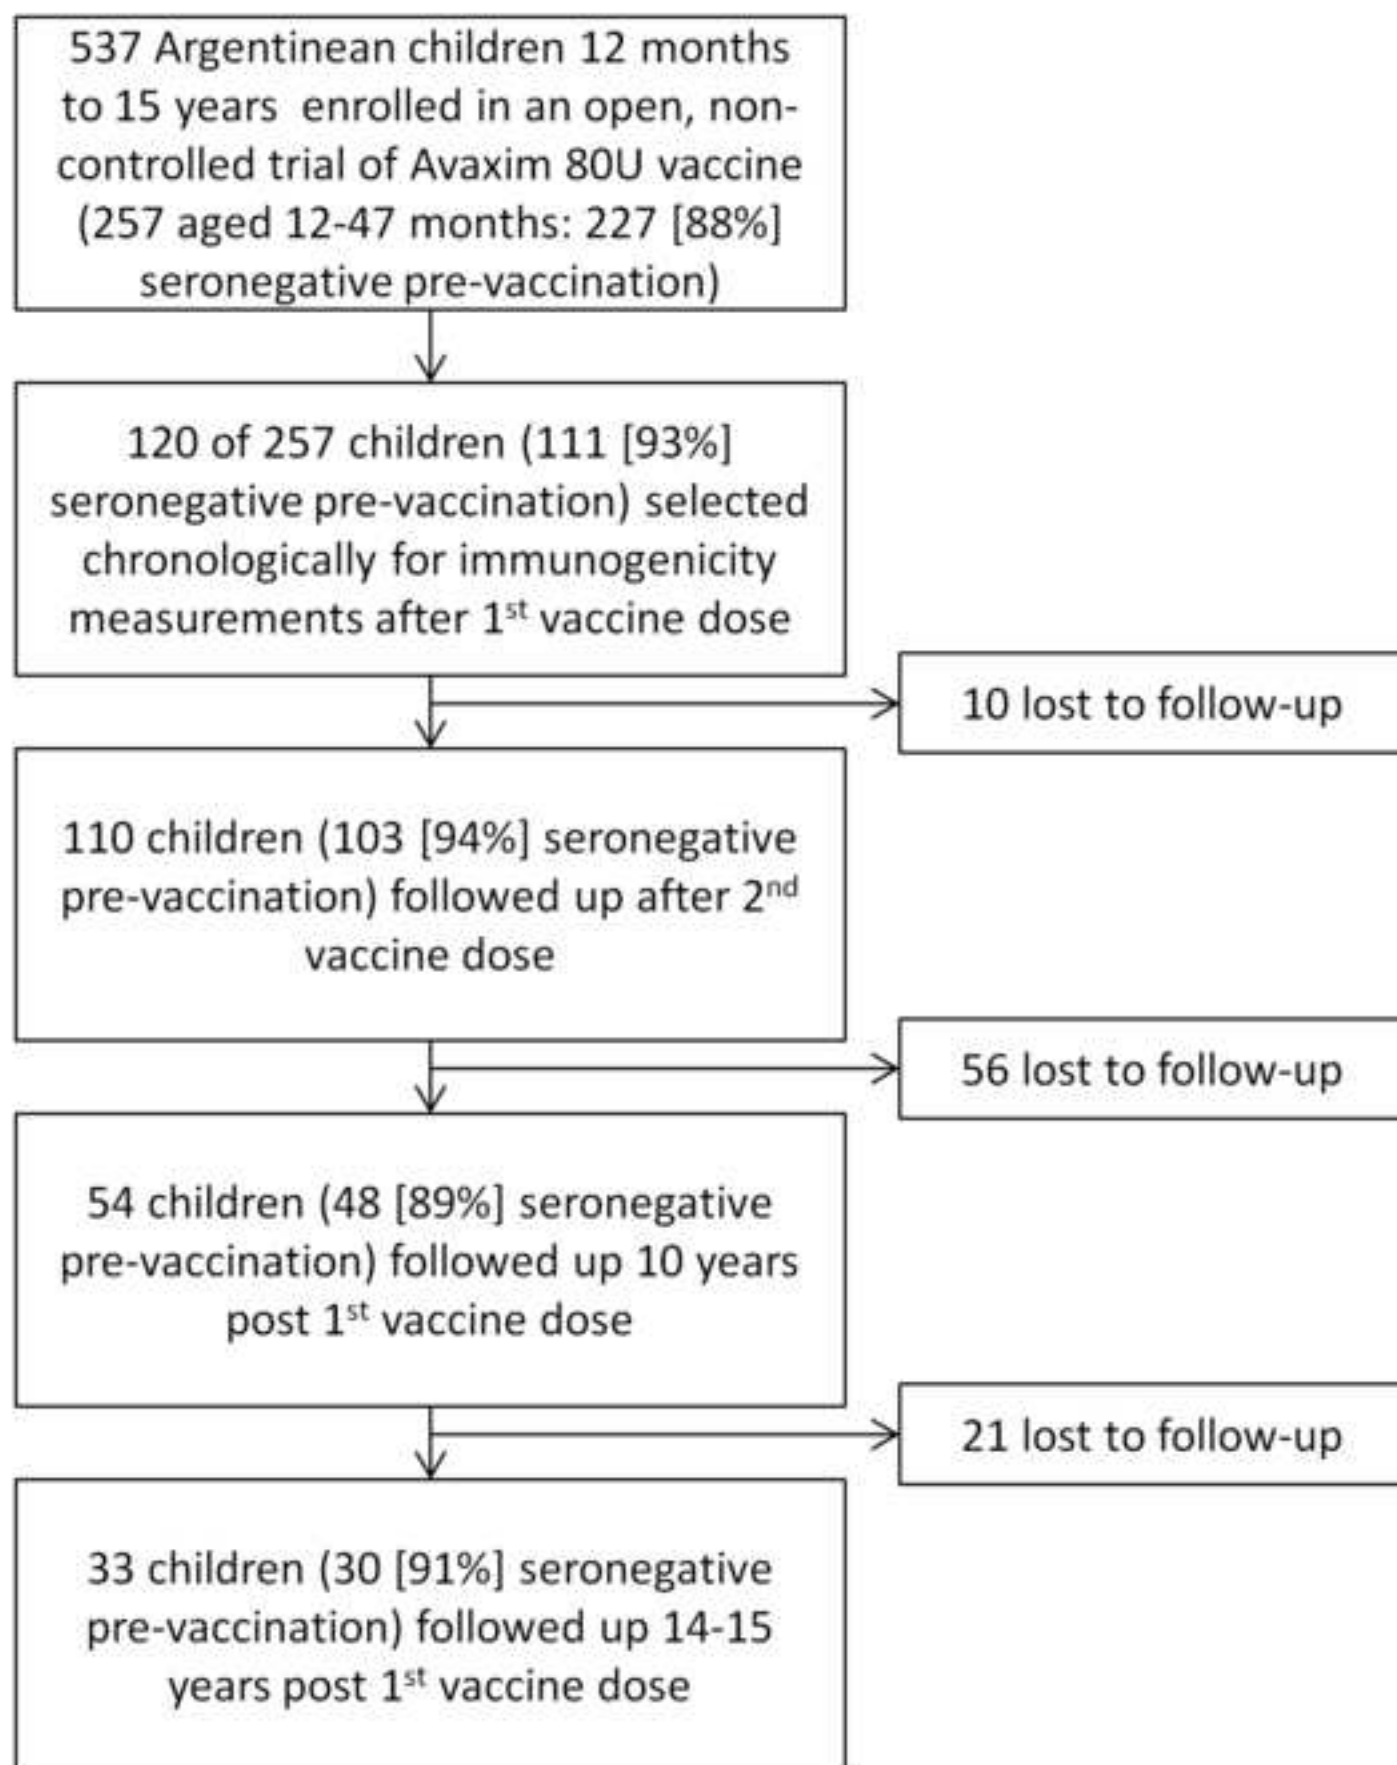 537 Argentinean children 12 months
to 15 years enrolled in an open, non-
controlled trial of Avaxim 80U vaccine
(257 aged 12-47 months: 227 [88%]
seronegative pre-vaccination)
120 of 257 children (111 [93%]
seronegative pre-vaccination) selected
chronologically for immunogenicity
measurements after 1st vaccine dose
10 lost to follow-up
110 children (103 [94%] seronegative
pre-vaccination) followed up after 2nd
vaccine dose
56 lost to follow-up
54 children (48 [89%] seronegative
pre-vaccination) followed up 10 years
post 1st vaccine dose
21 lost to follow-up
33 children (30 [91%] seronegative
pre-vaccination) followed up 14-15
years post 1st vaccine dose